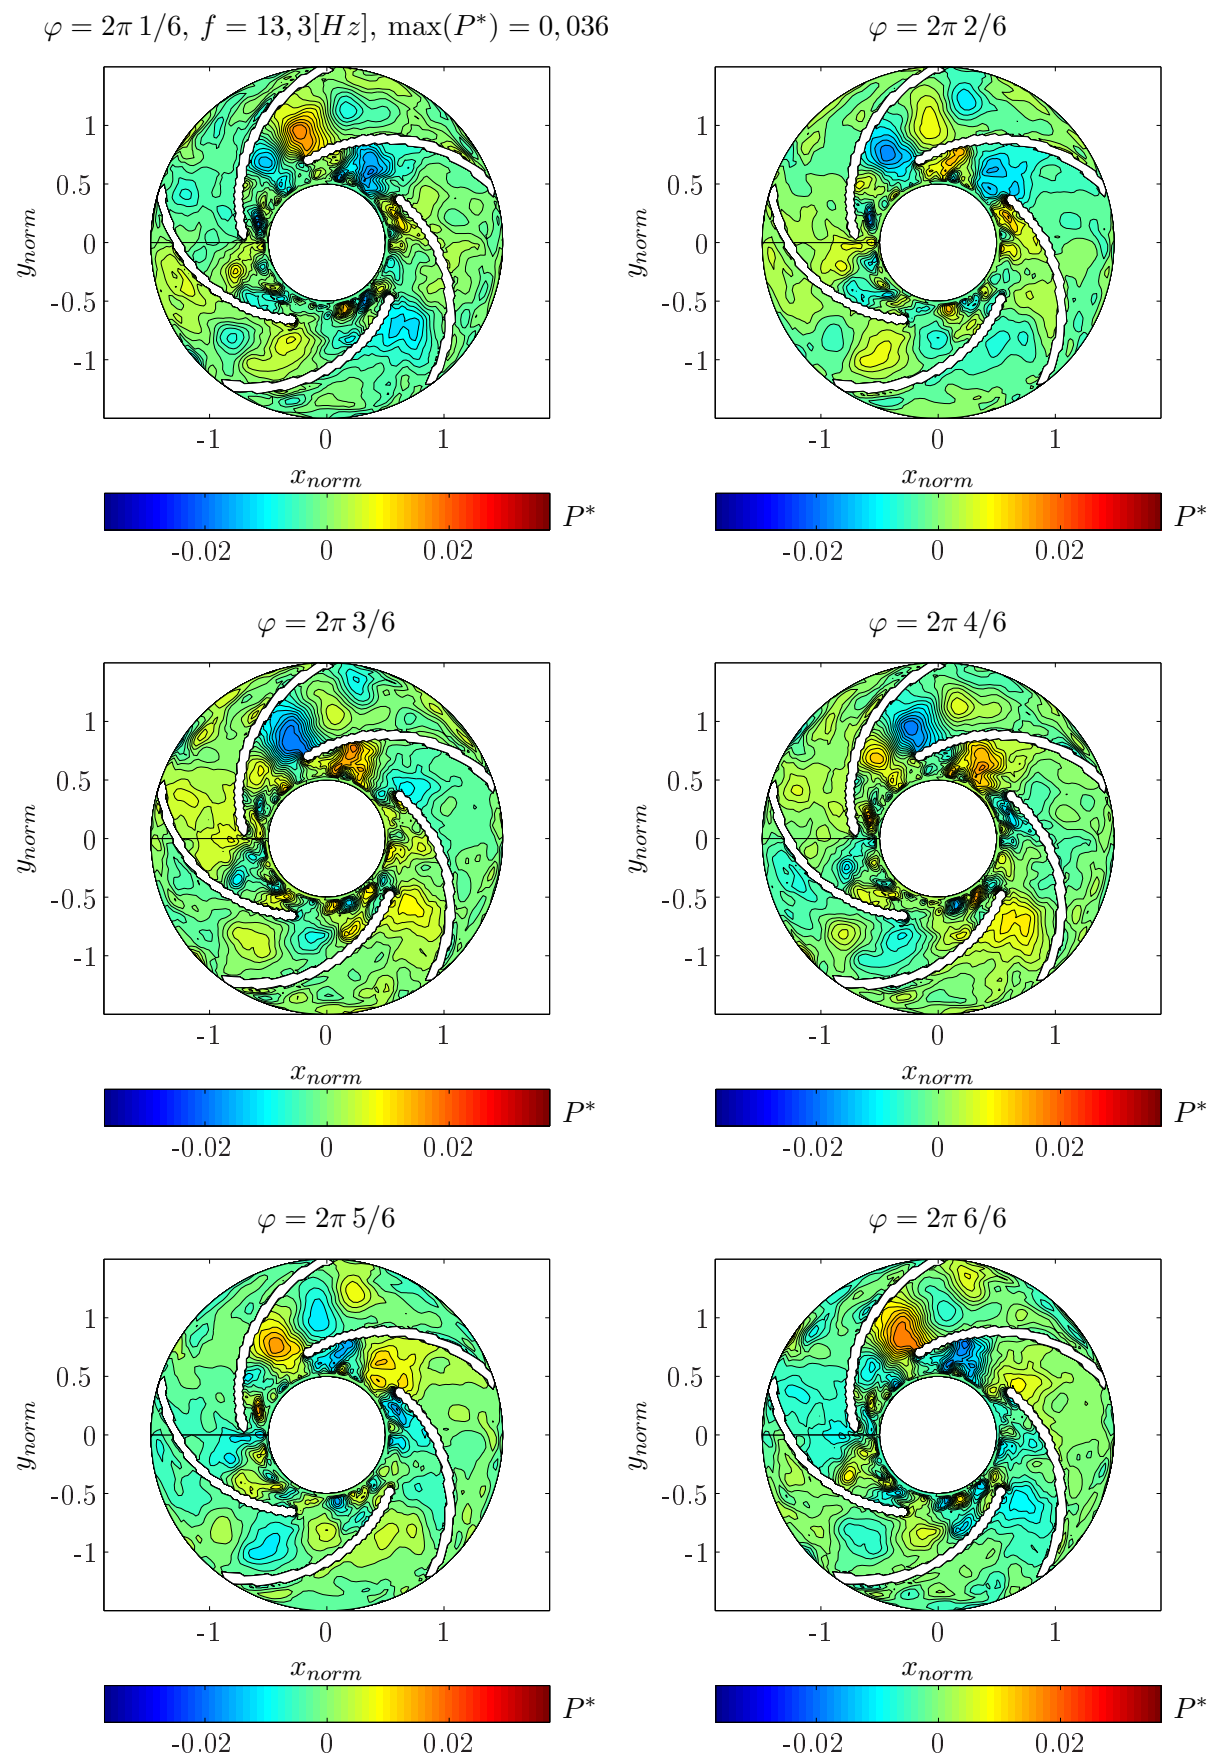 φ = 2π 1/6, f = 13,3[Hz], max(P*) = 0,036
φ = 2π 2/6
y_norm
1
0.5
0
-0.5
-1
-1 0 1
x_norm
-0.02 0 0.02
P*
y_norm
1
0.5
0
-0.5
-1
-1 0 1
x_norm
-0.02 0 0.02
P*
φ = 2π 3/6
φ = 2π 4/6
y_norm
1
0.5
0
-0.5
-1
-1 0 1
x_norm
-0.02 0 0.02
P*
y_norm
1
0.5
0
-0.5
-1
-1 0 1
x_norm
-0.02 0 0.02
P*
φ = 2π 5/6
φ = 2π 6/6
y_norm
1
0.5
0
-0.5
-1
-1 0 1
x_norm
-0.02 0 0.02
P*
y_norm
1
0.5
0
-0.5
-1
-1 0 1
x_norm
-0.02 0 0.02
P*